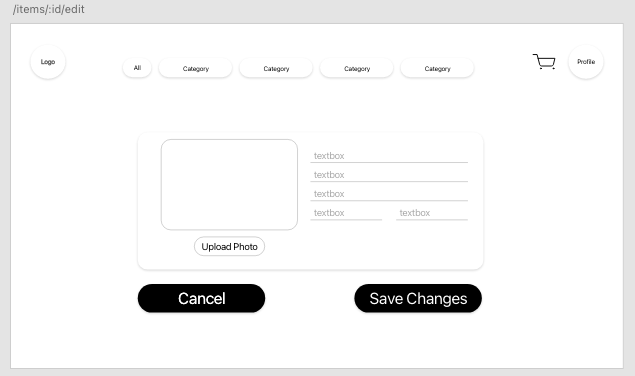 /items/:id/edit
Logo
All
Category
Category
Category
Category
Profile
textbox
textbox
textbox
textbox
textbox
Upload Photo
Cancel
Save Changes